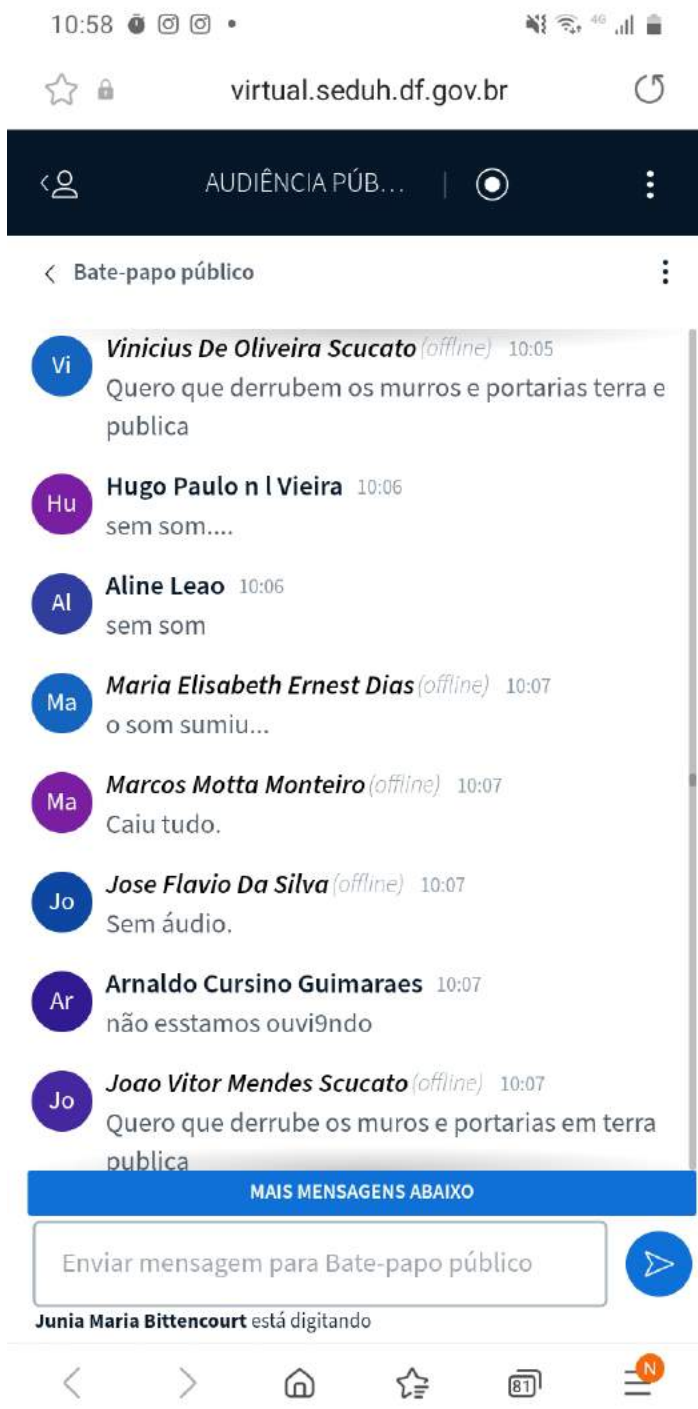 10:58
4G
virtual.seduh.df.gov.br
AUDIÊNCIA PÚB...
Bate-papo público
Vi
Vinicius De Oliveira Scucato (offline) 10:05
Quero que derrubem os murros e portarias terra e
publica
Hu
Hugo Paulo n l Vieira 10:06
sem som....
Al
Aline Leao 10:06
sem som
Ma
Maria Elisabeth Ernest Dias (offline) 10:07
o som sumiu...
Ma
Marcos Motta Monteiro (offline) 10:07
Caiu tudo.
Jo
Jose Flavio Da Silva (offline) 10:07
Sem áudio.
Ar
Arnaldo Cursino Guimaraes 10:07
não esstamos ouvi9ndo
Jo
Joao Vitor Mendes Scucato (offline) 10:07
Quero que derrube os muros e portarias em terra
publica
MAIS MENSAGENS ABAIXO
Enviar mensagem para Bate-papo público
Junia Maria Bittencourt está digitando
81
N